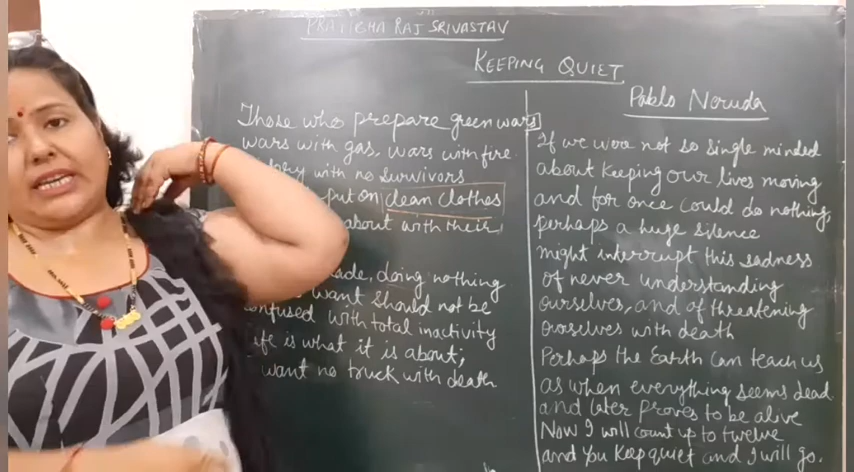 PRATIBHA RAJ SRIVASTAV
KEEPING QUIET
Pablo Neruda
Those who prepare green wars
wars with gas, wars with fire
with no survivors
put on clean clothes
about with their
doing nothing
want should not be
confused with total inactivity
life is what it is about;
want no truck with death
If we were not so single minded
about keeping our lives moving
and for once could do nothing,
perhaps a huge silence
might interrupt this sadness
of never understanding
ourselves, and of threatening
ourselves with death
Perhaps the Earth can teach us
as when everything seems dead
and later proves to be alive
Now I will count up to twelve
and you keep quiet and I will go.